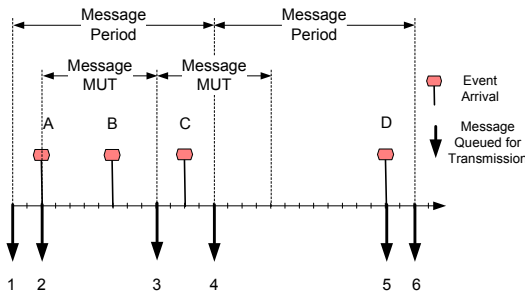 Message
Period
Message
Period
Message
MUT
Message
MUT
Event
Arrival
A
B
C
D
Message
Queued for
Transmission
1
2
3
4
5
6